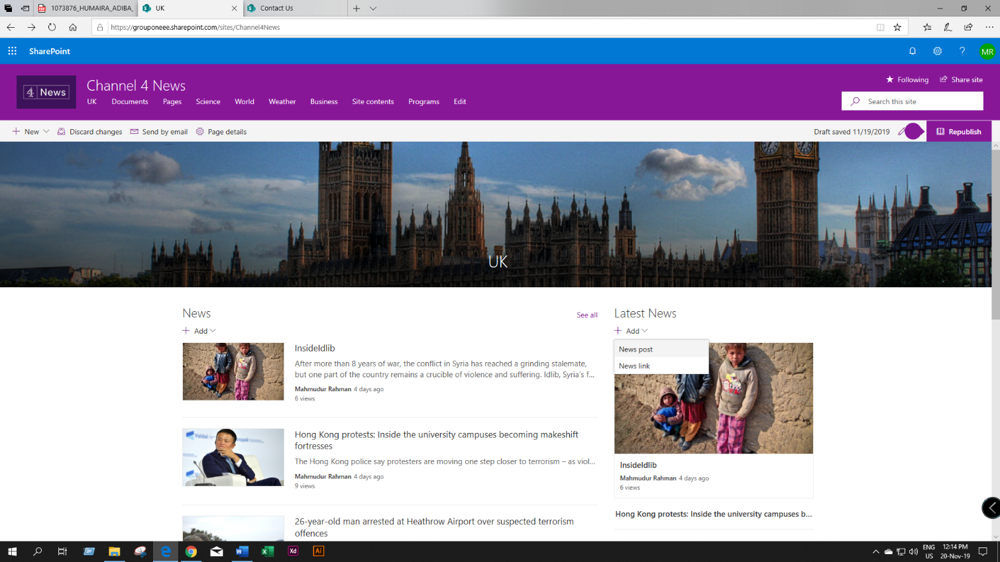 1073876_HUMAIRA_ADIBA_
UK
Contact Us
https://grouponeee.sharepoint.com/sites/Channel4News
SharePoint
MR
4 News
Channel 4 News
Following
Share site
UK Documents Pages Science World Weather Business Site contents Programs Edit
Search this site
New
Discard changes
Send by email
Page details
Draft saved 11/19/2019
Republish
UK
News
See all
Add
InsideIdlib
After more than 8 years of war, the conflict in Syria has reached a grinding stalemate,
but one part of the country remains a crucible of violence and suffering. Idlib, Syria's f...
Mahmudur Rahman 4 days ago
6 views
Valdai
Hong Kong protests: Inside the university campuses becoming makeshift
fortresses
The Hong Kong police say protesters are moving one step closer to terrorism – as viol...
Mahmudur Rahman 4 days ago
9 views
26-year-old man arrested at Heathrow Airport over suspected terrorism
offences
Latest News
Add
News post
News link
InsideIdlib
Mahmudur Rahman 4 days ago
6 views
Hong Kong protests: Inside the university campuses b...
Xd
Ai
ENG
US
12:14 PM
20-Nov-19